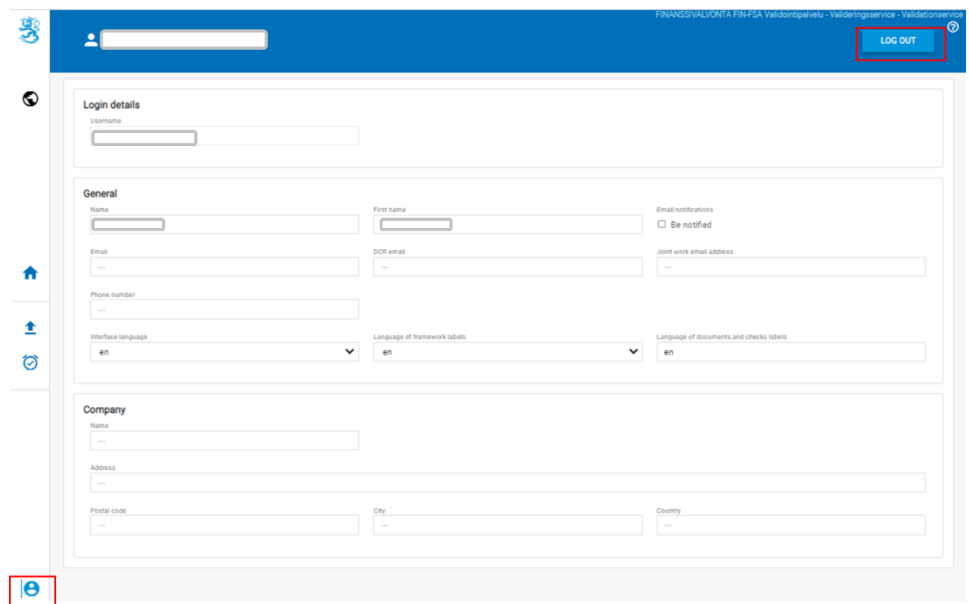 FINANSSIVALVONTA FIN-FSA Validointipalvelu - Valideringsservice - Validationservice
LOG OUT
Login details
Username
General
Name First name Email notifications
Be notified
Email DCR email Joint work email address
--- --- ---
Phone number
---
Interface language Language of framework labels Language of documents and checks labels
en en en
Company
Name
---
Address
---
Postal code City Country
--- --- ---